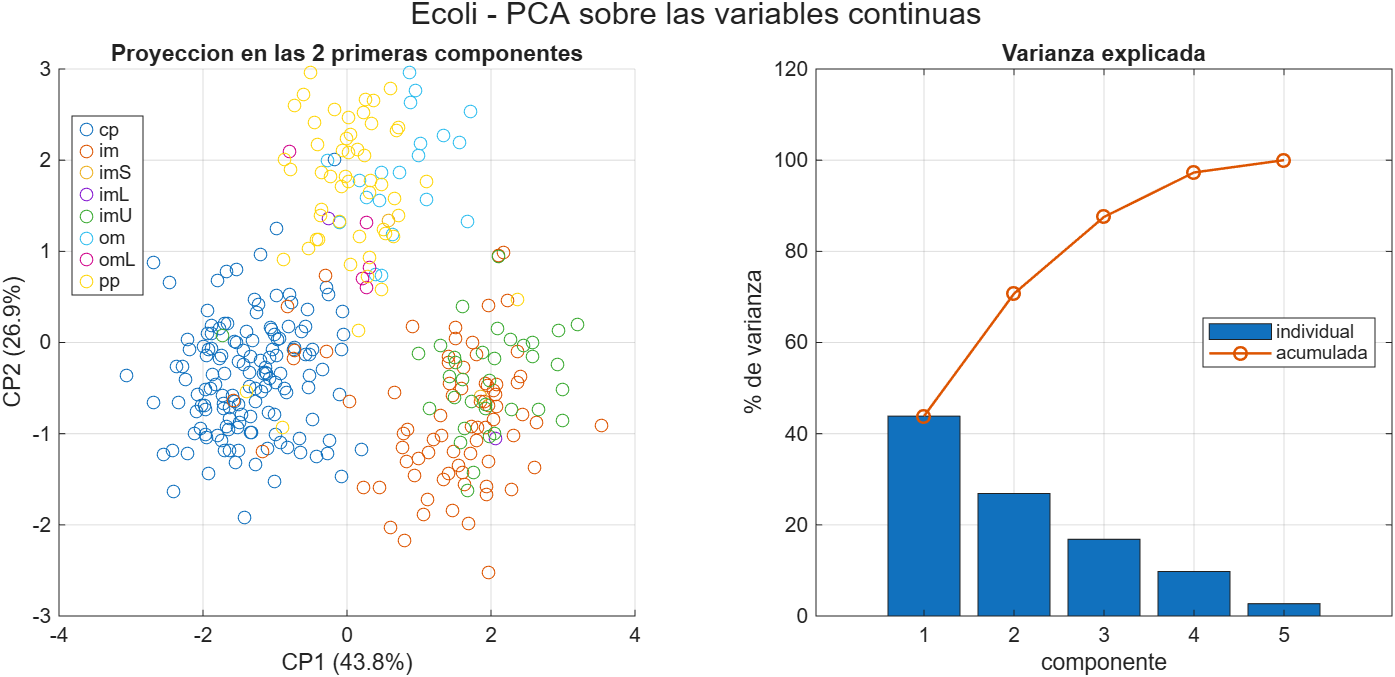 Ecoli - PCA sobre las variables continuas
Proyeccion en las 2 primeras componentes
3
2
1
0
-1
-2
-3
-4
-2
0
2
4
CP2 (26.9%)
CP1 (43.8%)
cp
im
imS
imL
imU
om
omL
pp
Varianza explicada
120
100
80
60
40
20
0
1
2
3
4
5
% de varianza
componente
individual
acumulada